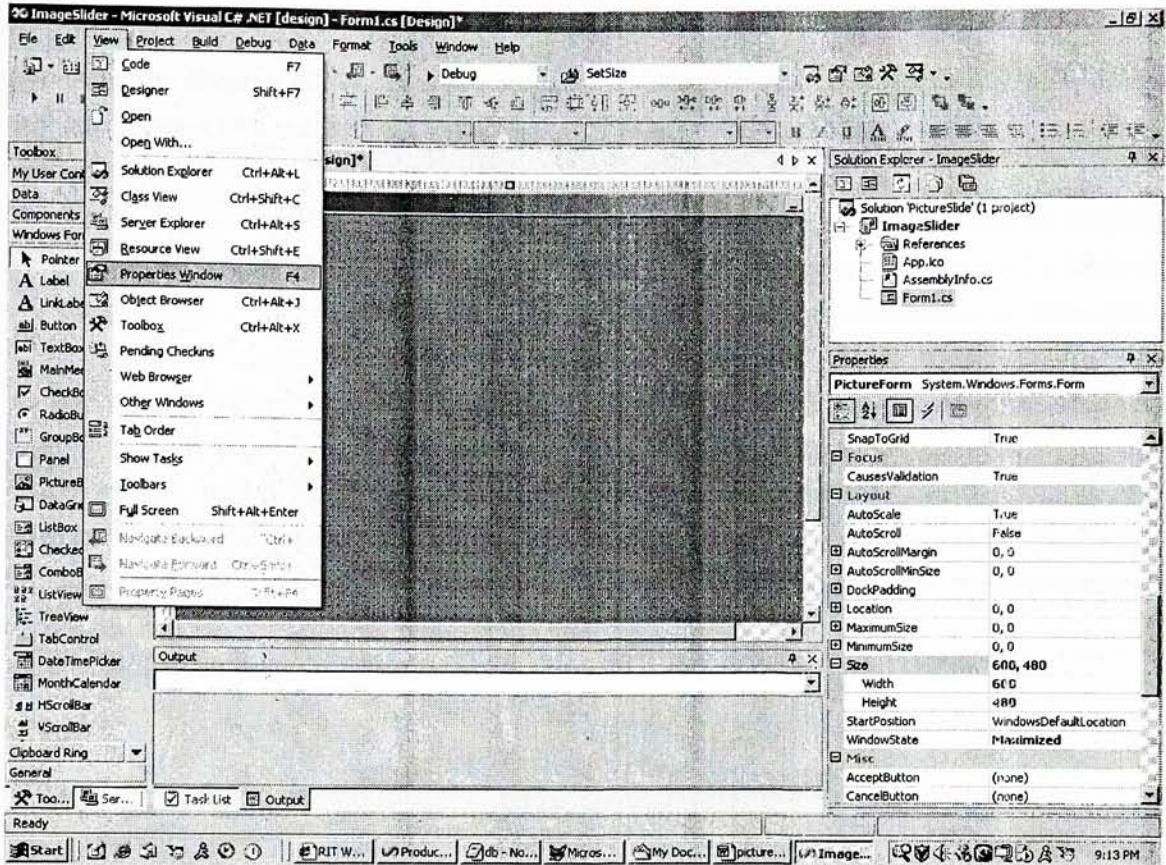 ImageSlider - Microsoft Visual C# .NET [design] - Form1.cs [Design]*
File Edit View Project Build Debug Data Format Tools Window Help
Debug
SetSize
Code F7
Designer Shift+F7
Open
Open With...
Solution Explorer Ctrl+Alt+L
Class View Ctrl+Shift+C
Server Explorer Ctrl+Alt+S
Resource View Ctrl+Shift+E
Properties Window F4
Object Browser Ctrl+Alt+J
Toolbox Ctrl+Alt+X
Pending Checkins
Web Browser
Other Windows
Tab Order
Show Tasks
Toolbars
Full Screen Shift+Alt+Enter
Navigate Backward
Navigate Forward
Property Pages
Toolbox
My User Cont
Data
Components
Windows For
Pointer
Label
LinkLabe
Button
TextBox
MainMe
CheckBo
RadioBu
GroupBo
Panel
PictureB
DataGri
ListBox
Checked
ComboB
ListView
TreeView
TabControl
DateTimePicker
MonthCalendar
HScrollBar
VScrollBar
Clipboard Ring
General
Too... Ser...
sign]*
Output
Task List Output
Solution Explorer - ImageSlider
Solution 'PictureSlide' (1 project)
ImageSlider
References
App.ico
AssemblyInfo.cs
Form1.cs
Properties
PictureForm System.Windows.Forms.Form
SnapToGrid True
Focus
CausesValidation True
Layout
AutoScale True
AutoScroll False
AutoScrollMargin 0, 0
AutoScrollMinSize 0, 0
DockPadding
Location 0, 0
MaximumSize 0, 0
MinimumSize 0, 0
Size 600, 480
Width 600
Height 480
StartPosition WindowsDefaultLocation
WindowState Maximized
Misc
AcceptButton (none)
CancelButton (none)
Ready
Start RIT W... Produc... db - No... Micros... My Doc... picture... Image... 9:13 PM